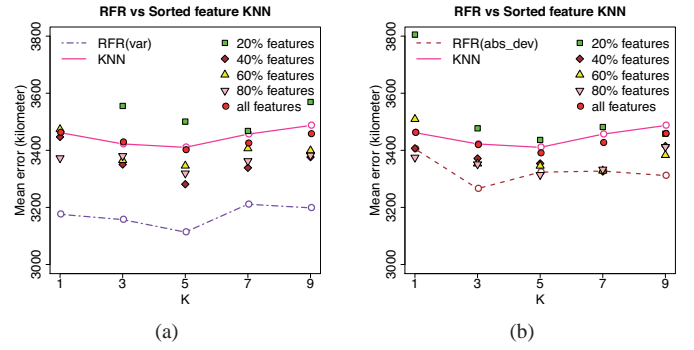 RFR vs Sorted feature KNN
RFR(var)
KNN
20% features
40% features
60% features
80% features
all features
Mean error (kilometer)
3800
3600
3400
3200
3000
1 3 5 7 9
K
(a)
RFR vs Sorted feature KNN
RFR(abs_dev)
KNN
20% features
40% features
60% features
80% features
all features
Mean error (kilometer)
3800
3600
3400
3200
3000
1 3 5 7 9
K
(b)